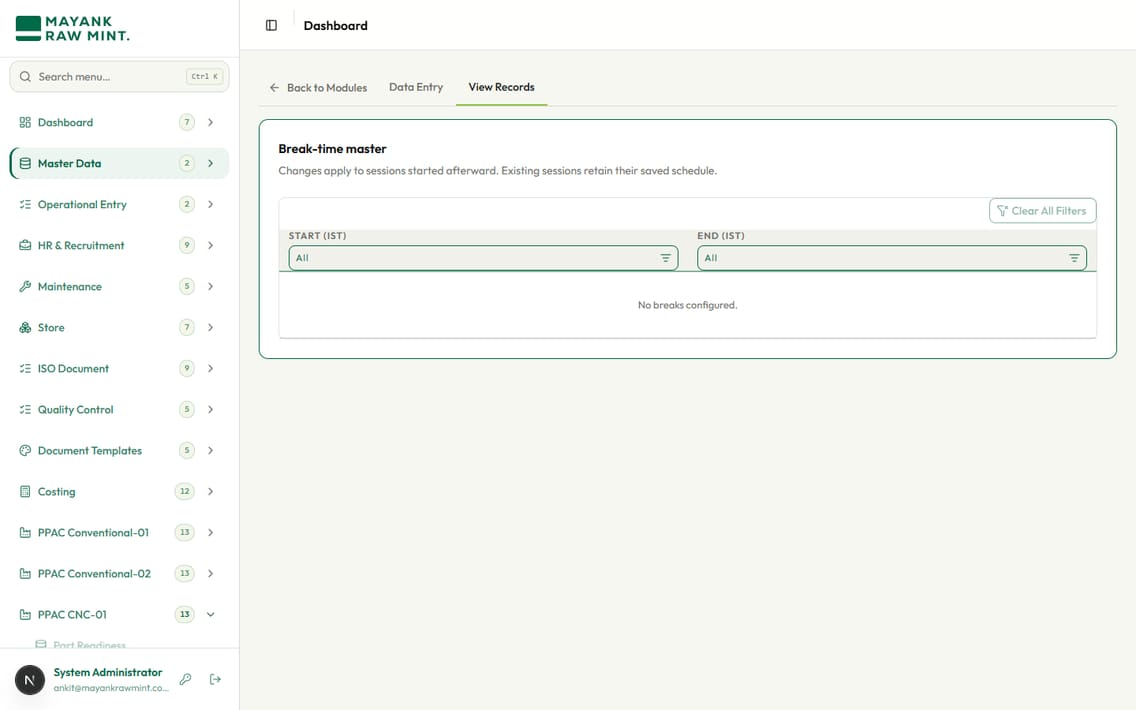 MAYANK
RAW MINT.
Search menu...
Ctrl K
Dashboard
7
Master Data
2
Operational Entry
2
HR & Recruitment
9
Maintenance
5
Store
7
ISO Document
9
Quality Control
5
Document Templates
5
Costing
12
PPAC Conventional-01
13
PPAC Conventional-02
13
PPAC CNC-01
13
Part Readiness
N
System Administrator
ankit@mayankrawmint.co...
Dashboard
Back to Modules
Data Entry
View Records
Break-time master
Changes apply to sessions started afterward. Existing sessions retain their saved schedule.
Clear All Filters
START (IST)
END (IST)
All
All
No breaks configured.